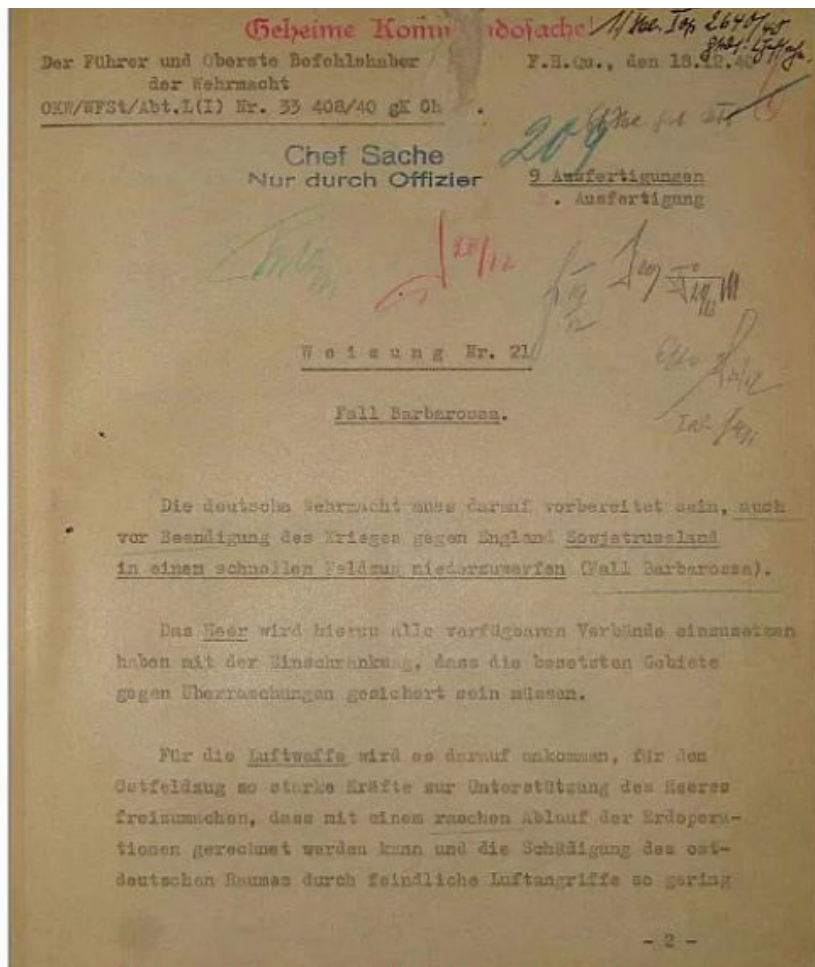 Geheime Kommandosache!
Der Führer und Oberste Befehlshaber
F.H.Qu., den 18.12.40
der Wehrmacht
OKW/WFSt/Abt.L(I) Nr. 33 408/40 gK Ch
Chef Sache
Nur durch Offizier
209
9 Ausfertigungen
. Ausfertigung
Weisung Nr. 21
Fall Barbarossa.
Die deutsche Wehrmacht muss darauf vorbereitet sein, auch
vor Beendigung des Krieges gegen England Sowjetrussland
in einem schnellen Feldzug niederzuwerfen (Fall Barbarossa).
Das Heer wird hierzu alle verfügbaren Verbände einzusetzen
haben mit der Einschränkung, dass die besetzten Gebiete
gegen Überraschungen gesichert sein müssen.
Für die Luftwaffe wird es darauf ankommen, für den
Ostfeldzug so starke Kräfte zur Unterstützung des Heeres
freizumachen, dass mit einem raschen Ablauf der Erdopera-
tionen gerechnet werden kann und die Schädigung des ost-
deutschen Raumes durch feindliche Luftangriffe so gering
- 2 -